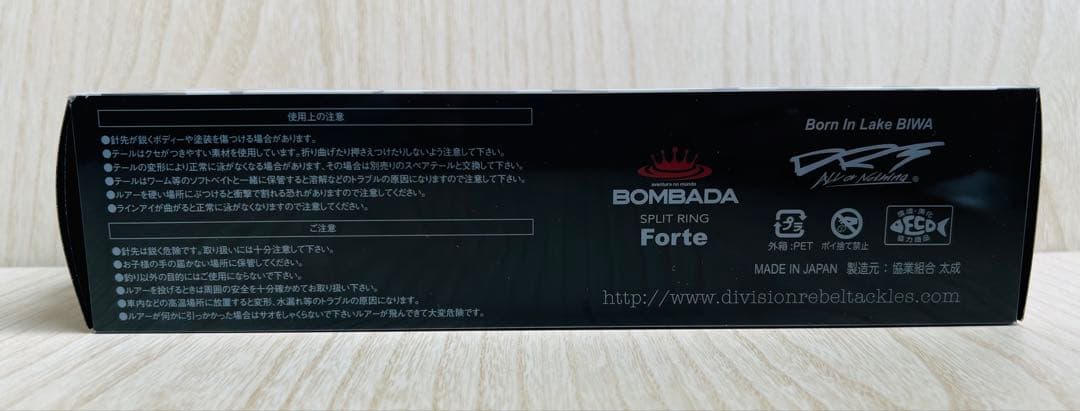 使用上の注意
●針先が鋭くボディーや塗装を傷つける場合があります。
●テールはクセがつきやすい素材を使用しています。折り曲げたり押さえつけたりしないよう注意して下さい。
●テールの変形により正常に泳がなくなる場合があります、その場合は別売りのスペアテールと交換して下さい。
●テールはワーム等のソフトベイトと一緒に保管すると溶解などのトラブルの原因になりますので注意して下さい。
●ルアーを硬い場所にぶつけると衝撃で割れる恐れがありますので注意してください。
●ラインアイが曲がると正常に泳がなくなりますので注意してください。
ご注意
●針先は鋭く危険です。取り扱いには十分注意して下さい。
●お子様の手の届かない場所に保管してください。
●釣り以外の目的にはご使用にならないで下さい。
●ルアーを投げるときは周囲の安全を十分確かめてお取り扱い下さい。
●車内などの高温場所に放置すると変形、水漏れ等のトラブルの原因になります。
●ルアーが何かに引っかかった場合はサオをしゃくらないで下さいルアーが飛んできて大変危険です。
aventura no mundo
BOMBADA
SPLIT RING
Forte
Born In Lake BIWA
DRT
ALL OR NOTHING
®
プラ
外箱:PET
ポイ捨て禁止
環境・美化
ECO
協力商品
MADE IN JAPAN 製造元:協業組合 太成
http://www.divisionrebeltackles.com